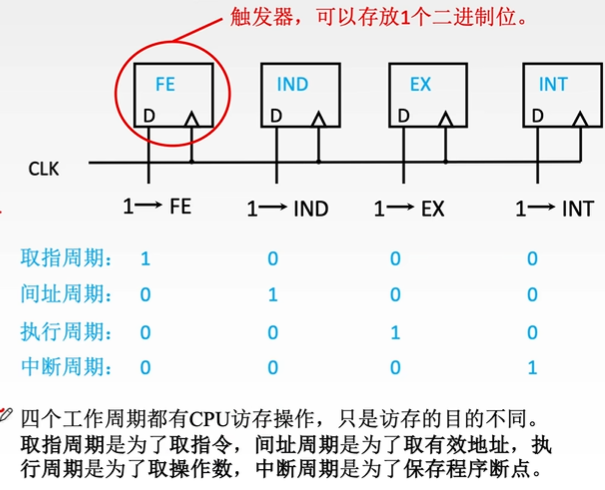 触发器，可以存放1个二进制位。
FE IND EX INT
D D D D
CLK
1→ FE 1→ IND 1→ EX 1→ INT
取指周期： 1 0 0 0
间址周期： 0 1 0 0
执行周期： 0 0 1 0
中断周期： 0 0 0 1
四个工作周期都有CPU访存操作，只是访存的目的不同。
取指周期是为了取指令，间址周期是为了取有效地址，执
行周期是为了取操作数，中断周期是为了保存程序断点。